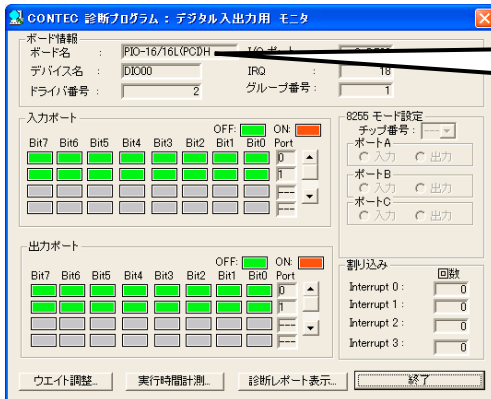 CONTEC 診断プログラム : デジタル入出力用 モニタ
ボード情報
ボード名 : PIO-16/16L(PCI)H
デバイス名 : DIO00 IRQ : 18
ドライバ番号 : 2 グループ番号 : 1
入力ポート
OFF: ON:
Bit7 Bit6 Bit5 Bit4 Bit3 Bit2 Bit1 Bit0 Port
0
1
---
---
8255 モード設定
チップ番号 : ---
ポートA
入力 出力
ポートB
入力 出力
ポートC
入力 出力
出力ポート
OFF: ON:
Bit7 Bit6 Bit5 Bit4 Bit3 Bit2 Bit1 Bit0 Port
0
1
---
---
割り込み
回数
Interrupt 0 : 0
Interrupt 1 : 0
Interrupt 2 : 0
Interrupt 3 : 0
ウエイト調整... 実行時間計測... 診断レポート表示... 終了